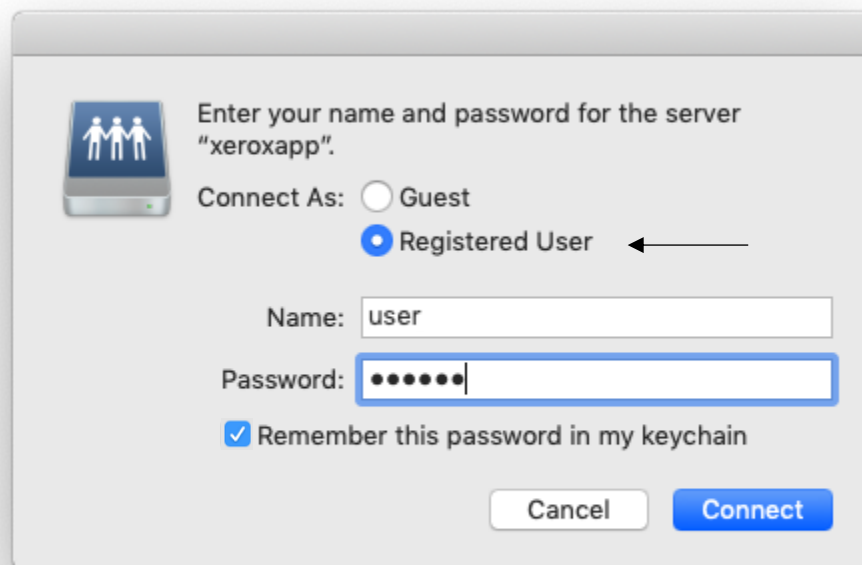 Enter your name and password for the server
“xeroxapp”.
Connect As: Guest
Registered User
Name: user
Password: ••••••
Remember this password in my keychain
Cancel Connect